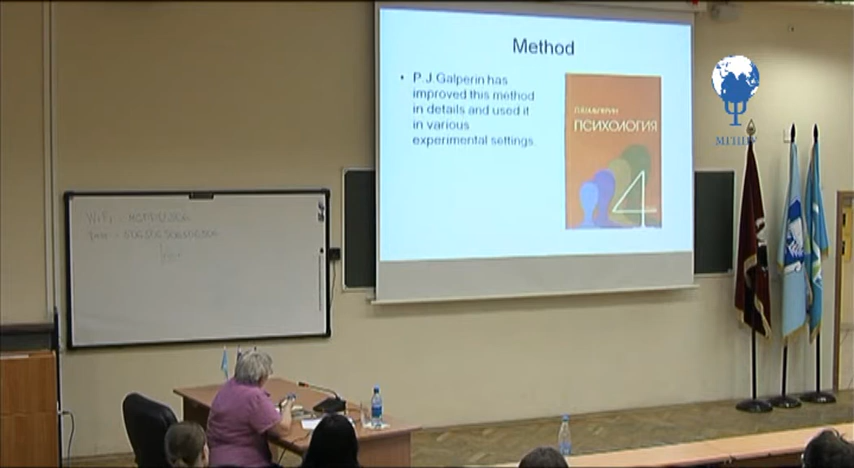 Method
• P.J.Galperin has
improved this method
in details and used it
in various
experimental settings.
П.Я.ГАЛЬПЕРИН
ПСИХОЛОГИЯ
4
МГППУ